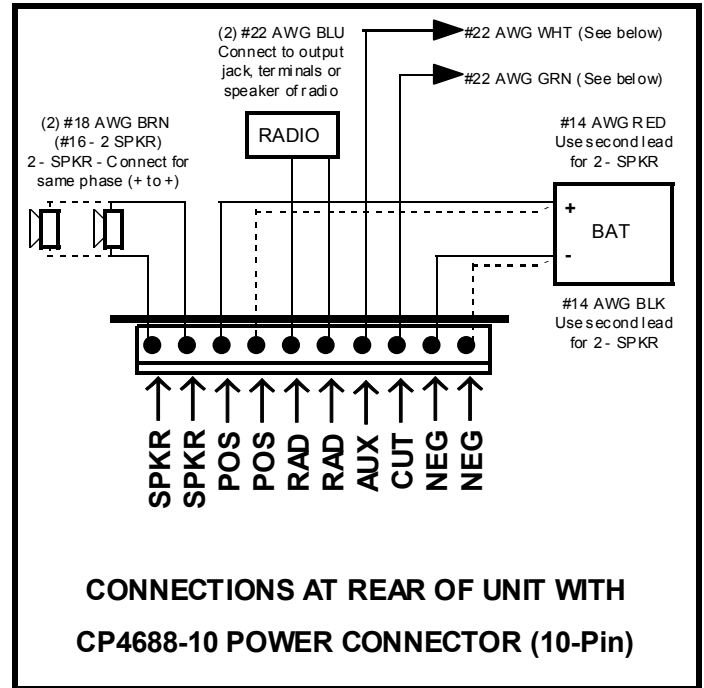 (2) #22 AWG BLU
Connect to output
jack, terminals or
speaker of radio
#22 AWG WHT (See below)
#22 AWG GRN (See below)
(2) #18 AWG BRN
(#16 - 2 SPKR)
2 - SPKR - Connect for
same phase (+ to +)
RADIO
#14 AWG RED
Use second lead
for 2 - SPKR
+
BAT
-
#14 AWG BLK
Use second lead
for 2 - SPKR
SPKR
SPKR
POS
POS
RAD
RAD
AUX
CUT
NEG
NEG
CONNECTIONS AT REAR OF UNIT WITH
CP4688-10 POWER CONNECTOR (10-Pin)